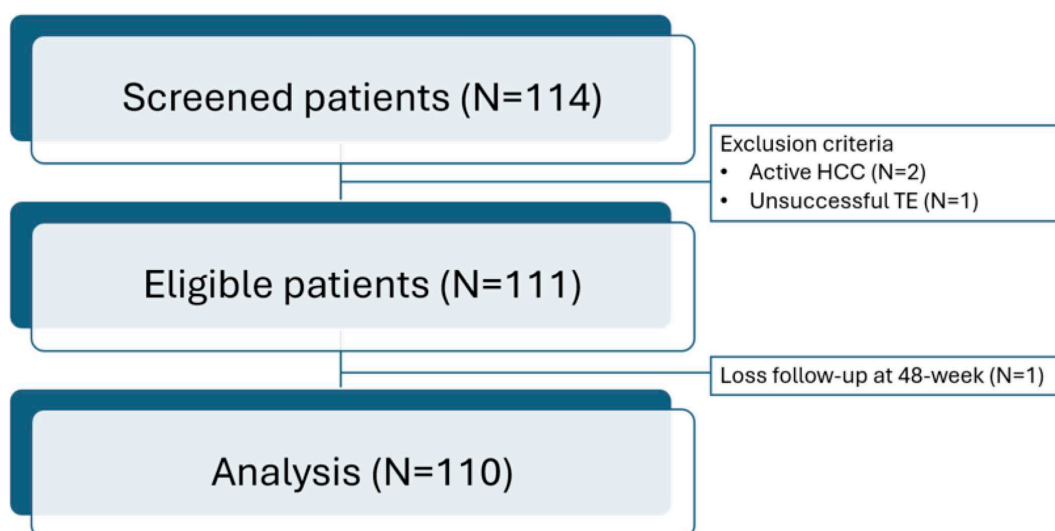 Screened patients (N=114)
Exclusion criteria
• Active HCC (N=2)
• Unsuccessful TE (N=1)
Eligible patients (N=111)
Loss follow-up at 48-week (N=1)
Analysis (N=110)